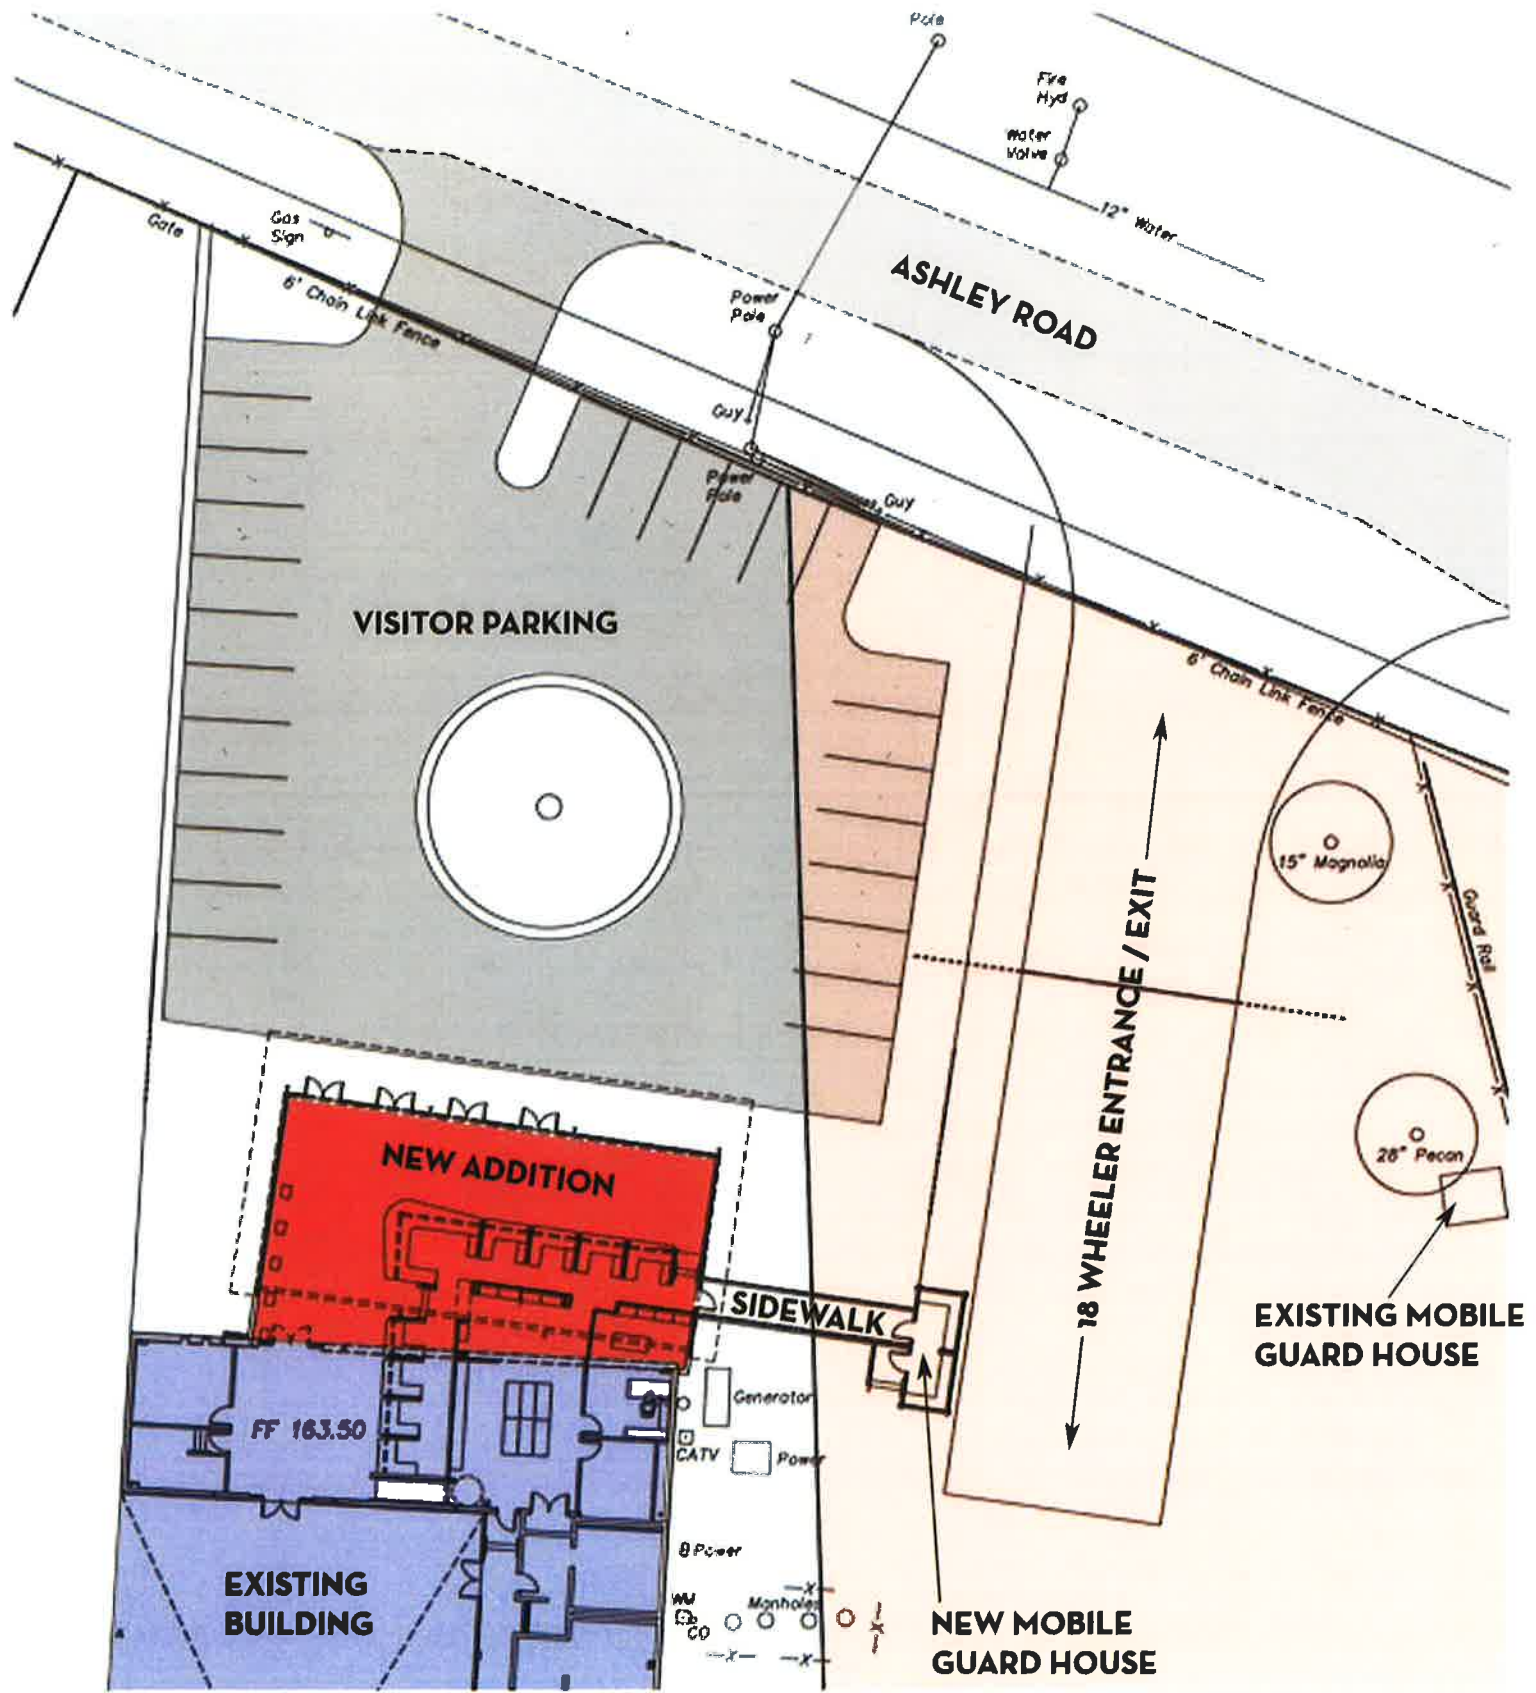 Pole
Fire
Hyd
Water
Valve
12" Water
ASHLEY ROAD
Gate
Gas
Sign
6' Chain Link Fence
Power
Pole
Guy
Power
Pole
Guy
VISITOR PARKING
6' Chain Link Fence
15" Magnolia
Guard Rail
18 WHEELER ENTRANCE / EXIT
28" Pecan
NEW ADDITION
SIDEWALK
EXISTING MOBILE
GUARD HOUSE
FF 163.50
Generator
CATV
Power
EXISTING
BUILDING
Power
WM
CO
Manholes
NEW MOBILE
GUARD HOUSE